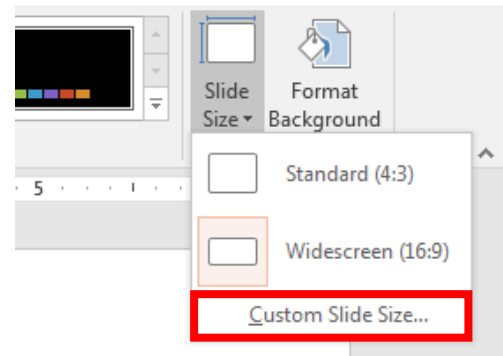 Slide
Size
Format
Background
Standard (4:3)
5
Widescreen (16:9)
Custom Slide Size...